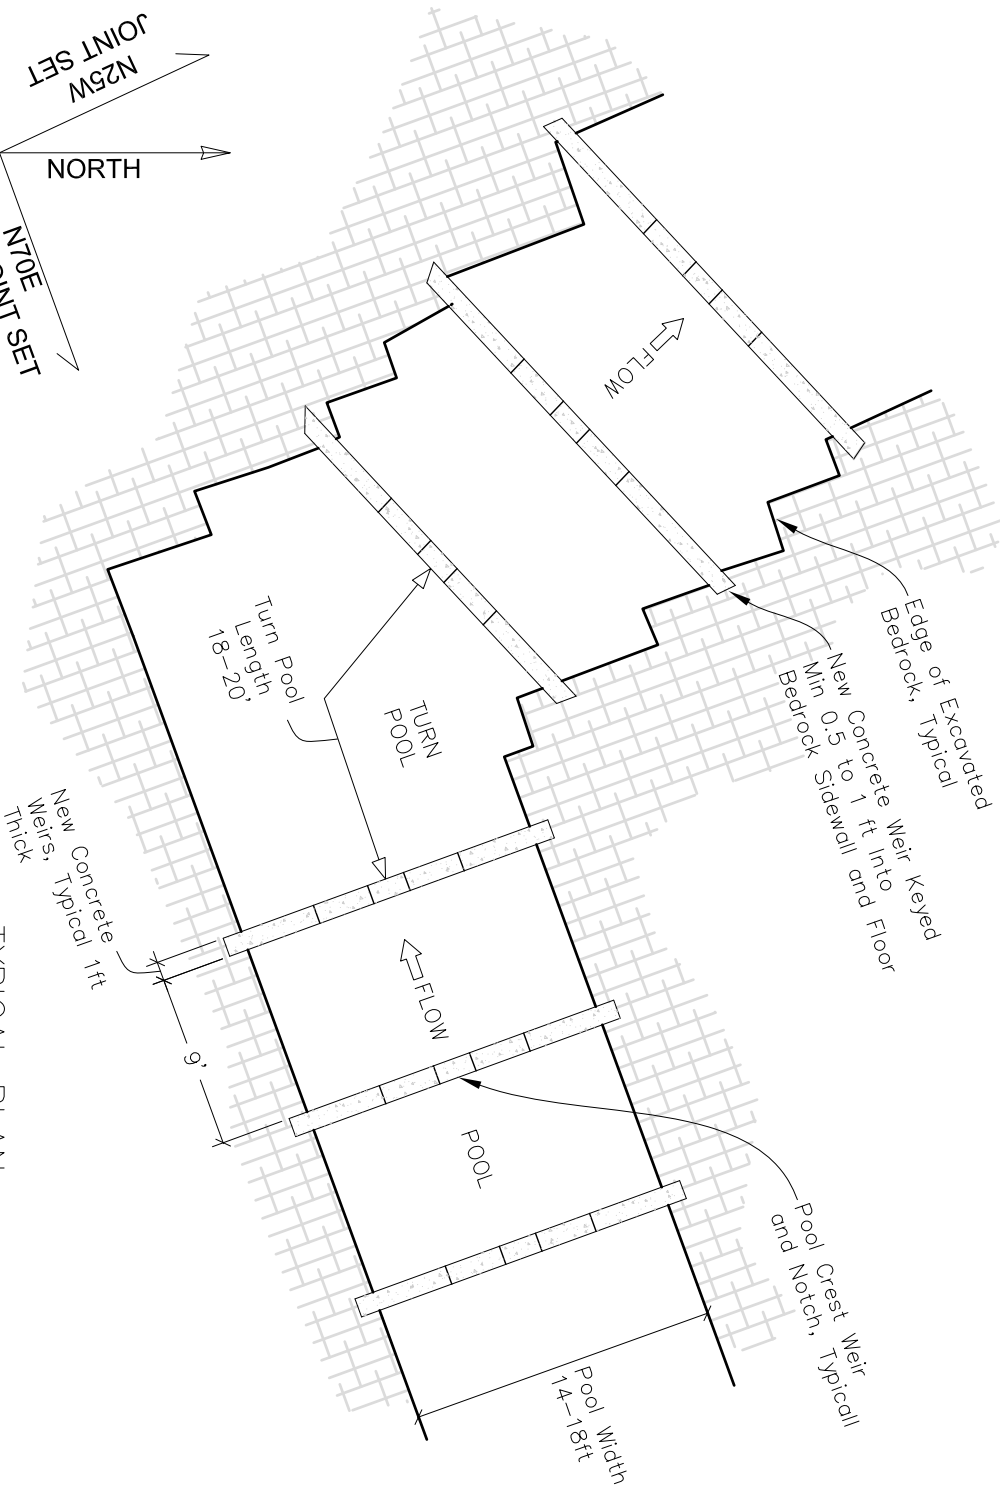 N25W
JOINT SET
NORTH
N70E
JOINT SET
FLOW
Edge of Excavated
Bedrock, Typical
New Concrete Weir Keyed
Min 0.5 to 1 ft Into
Bedrock Sidewall and Floor
Turn Pool
Length
18-20'
TURN
POOL
New Concrete
Weirs, Typical 1ft
Thick
9'
FLOW
POOL
Pool Crest Weir
and Notch, Typicall
Pool Width
14-18ft
TYPICAL PLAN